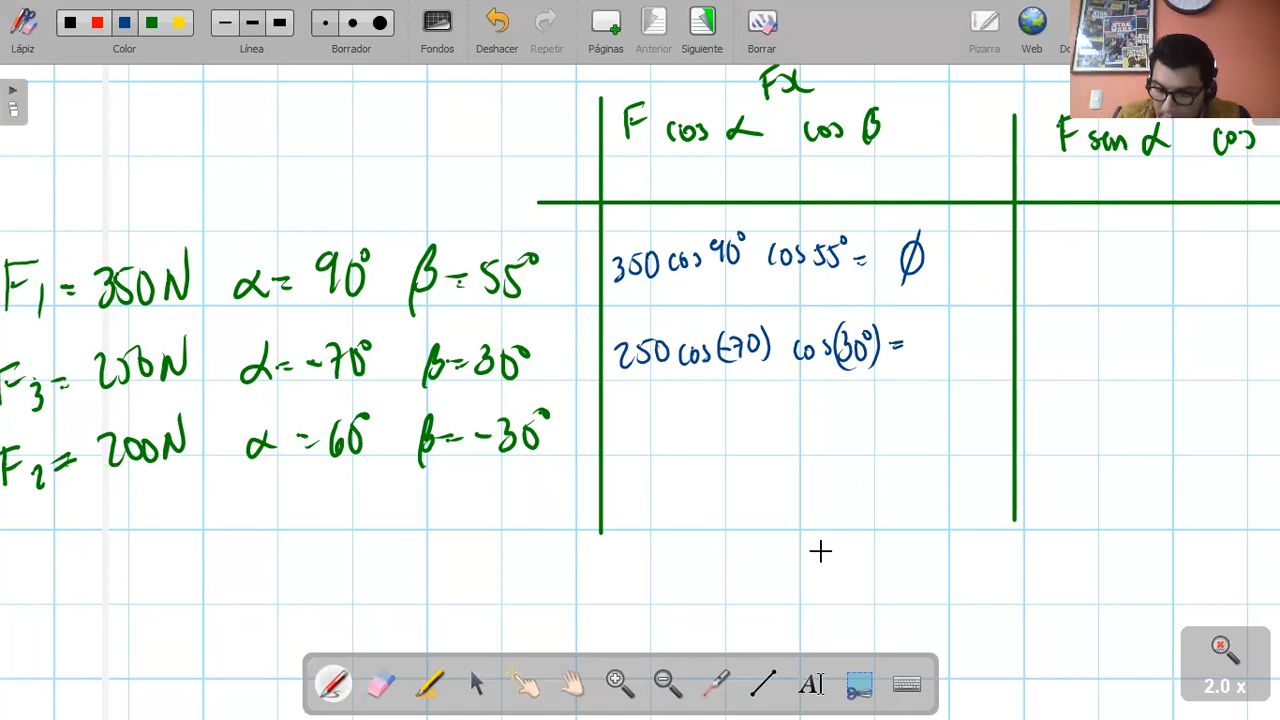 Lápiz Color Línea Borrador Fondos Deshacer Repetir Páginas Anterior Siguiente Borrar Pizarra Web
STAR WARS
Fx
F cos α cos β
F sen α cos
350 cos 90° cos 55° = ∅
F₁ = 350N α = 90° β = 55°
250 cos(-70) cos(30°) =
F₃ = 250N α = -70° β = 30°
F₂ = 200N α = 60° β = -30°
2.0 x